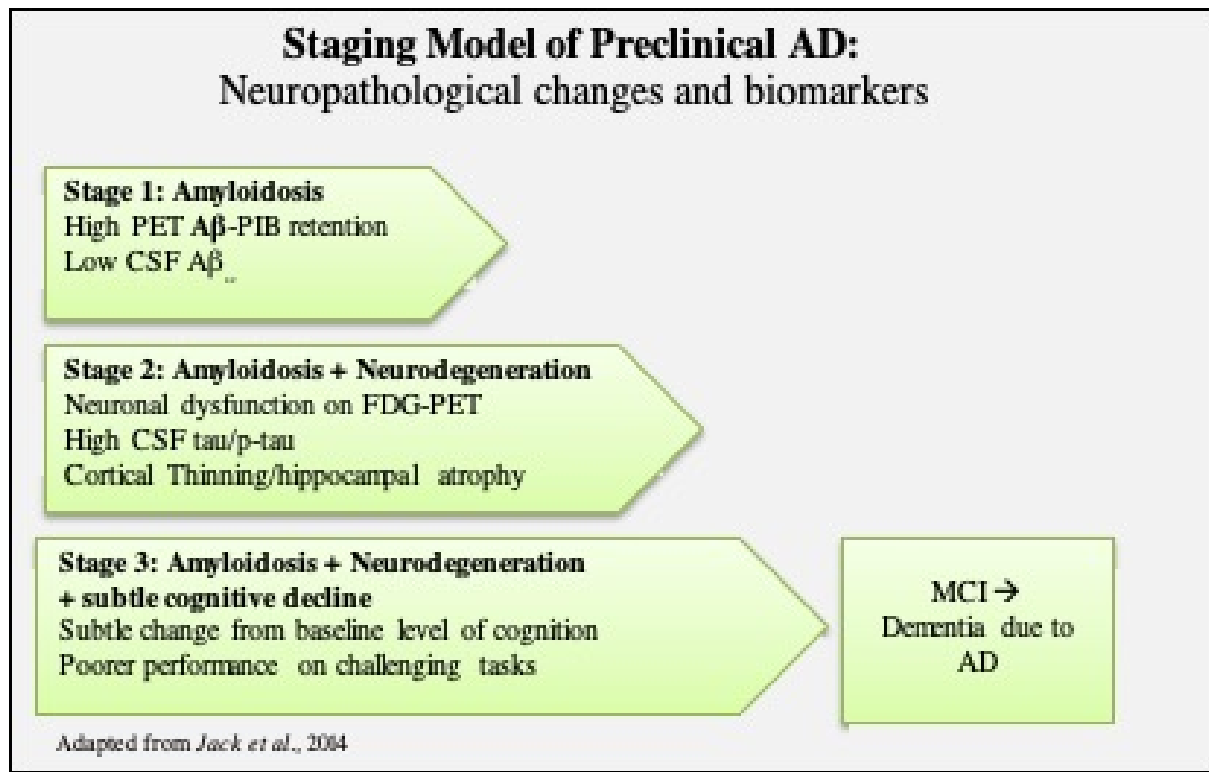 Staging Model of Preclinical AD:
Neuropathological changes and biomarkers
Stage 1: Amyloidosis
High PET Aβ-PIB retention
Low CSF Aβ
Stage 2: Amyloidosis + Neurodegeneration
Neuronal dysfunction on FDG-PET
High CSF tau/p-tau
Cortical Thinning/hippocampal atrophy
Stage 3: Amyloidosis + Neurodegeneration
+ subtle cognitive decline
Subtle change from baseline level of cognition
Poorer performance on challenging tasks
MCI →
Dementia due to
AD
Adapted from Jack et al., 2014